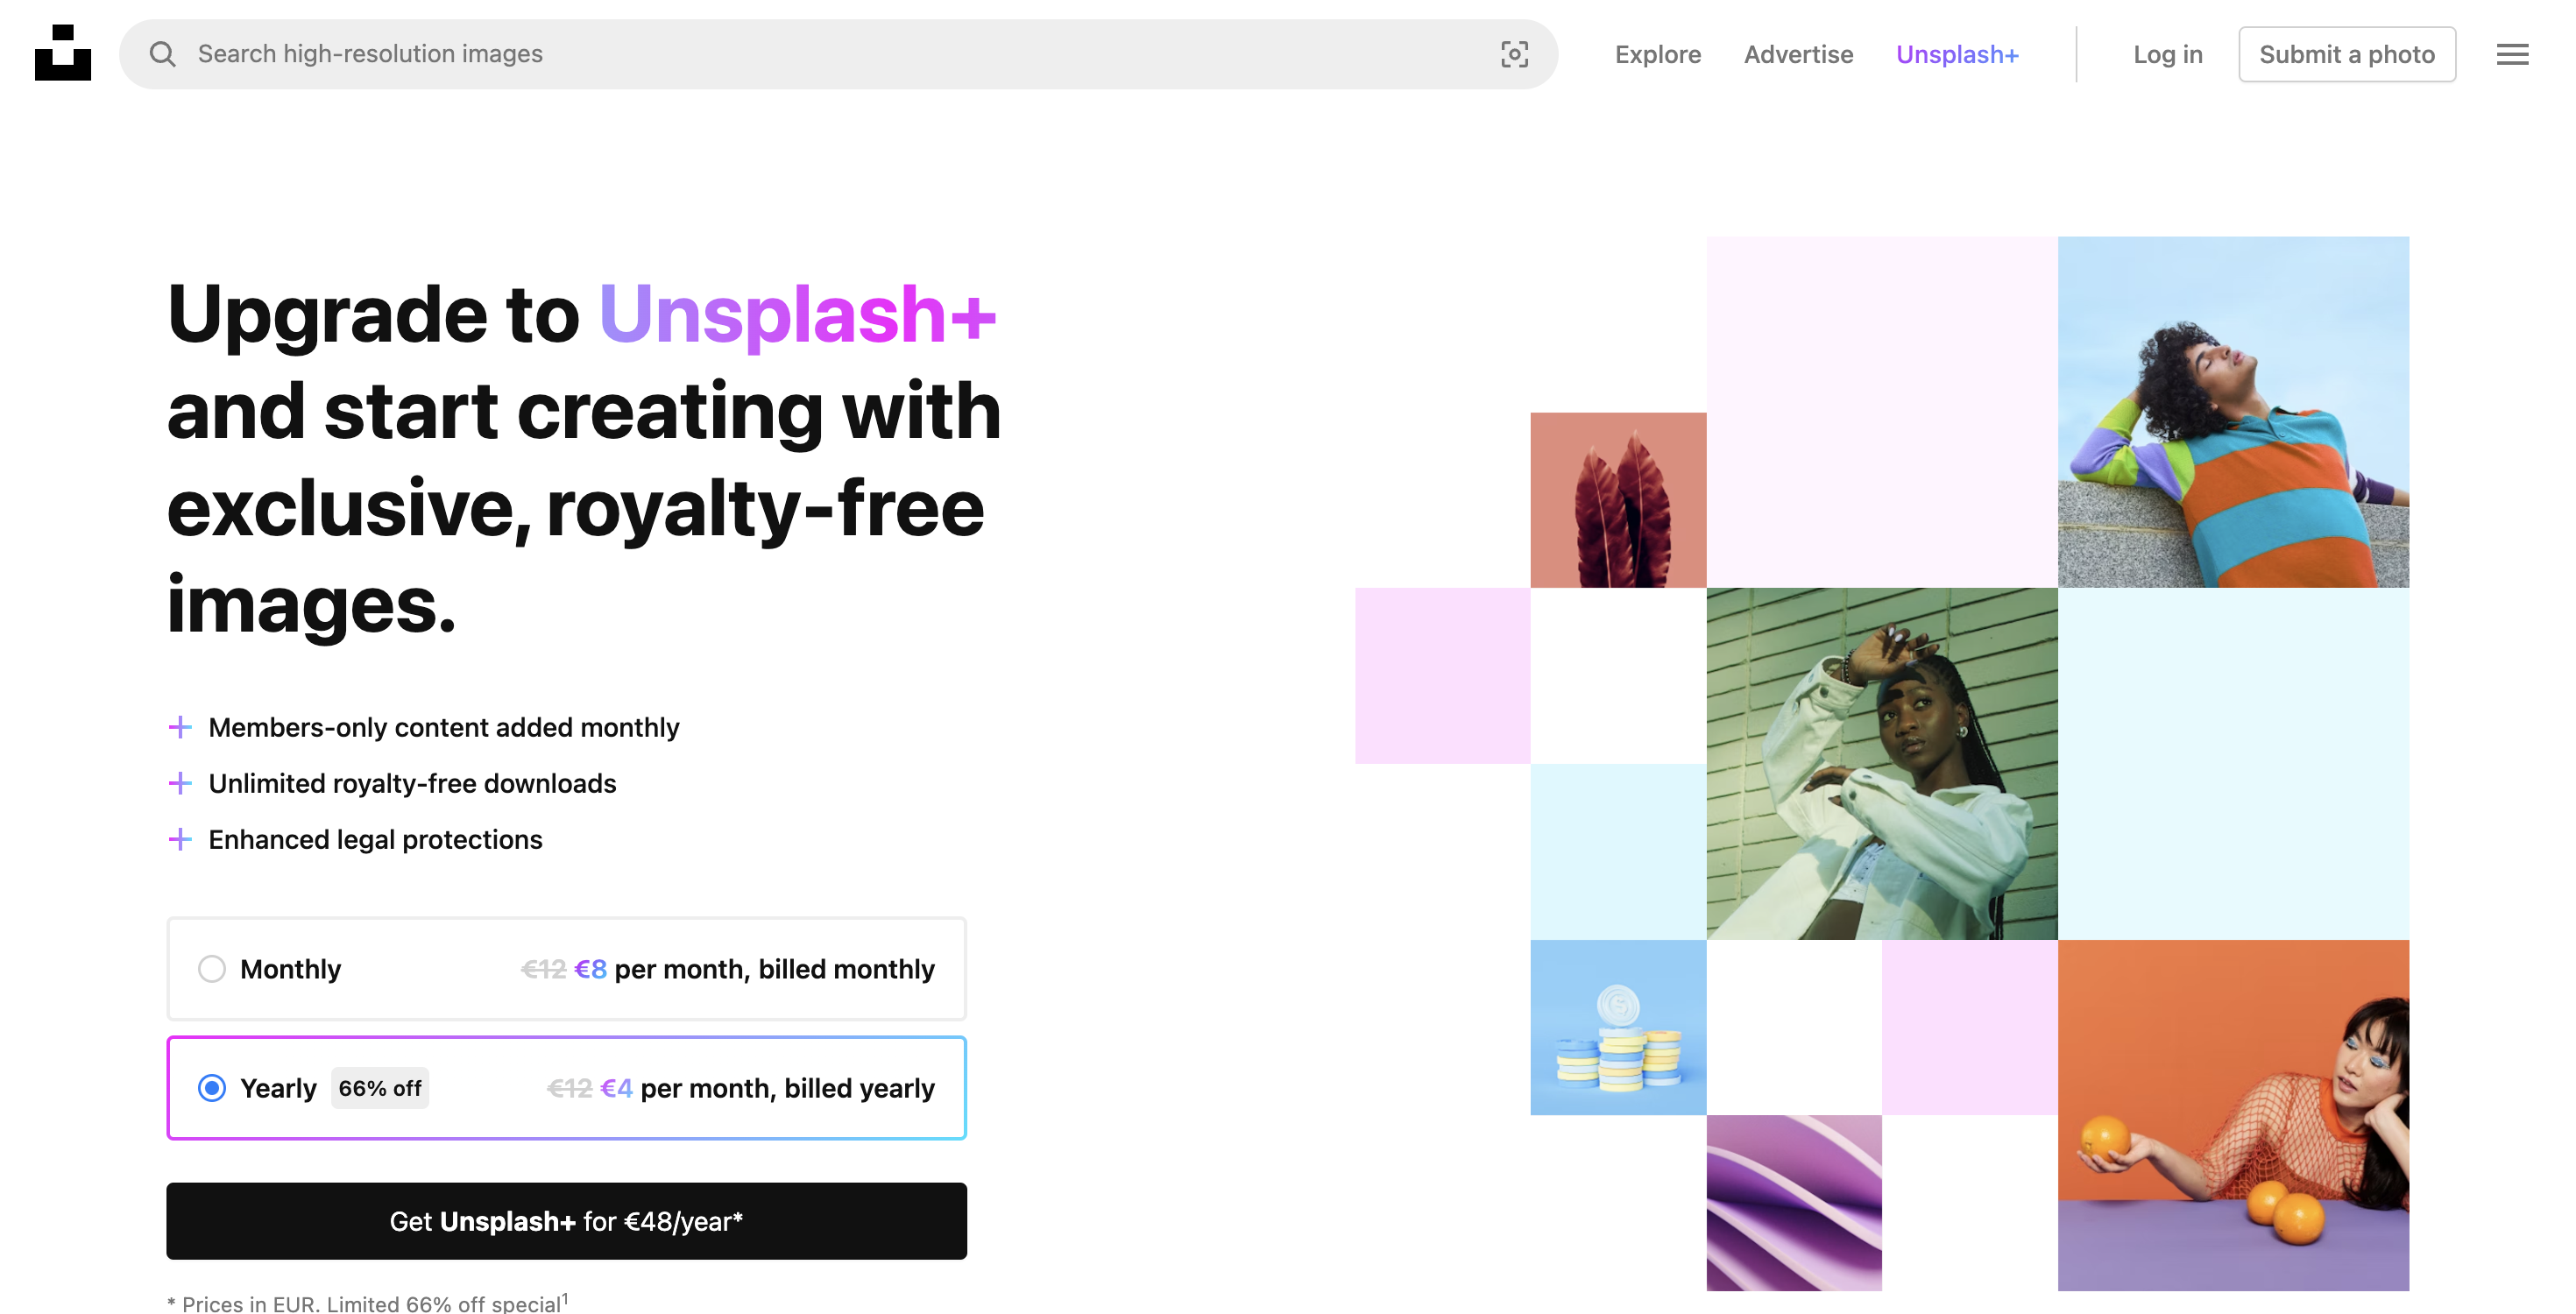 Search high-resolution images
Explore
Advertise
Unsplash+
Log in
Submit a photo
Upgrade to Unsplash+
and start creating with
exclusive, royalty-free
images.
Members-only content added monthly
Unlimited royalty-free downloads
Enhanced legal protections
Monthly €12 €8 per month, billed monthly
Yearly 66% off €12 €4 per month, billed yearly
Get Unsplash+ for €48/year*
* Prices in EUR. Limited 66% off special¹